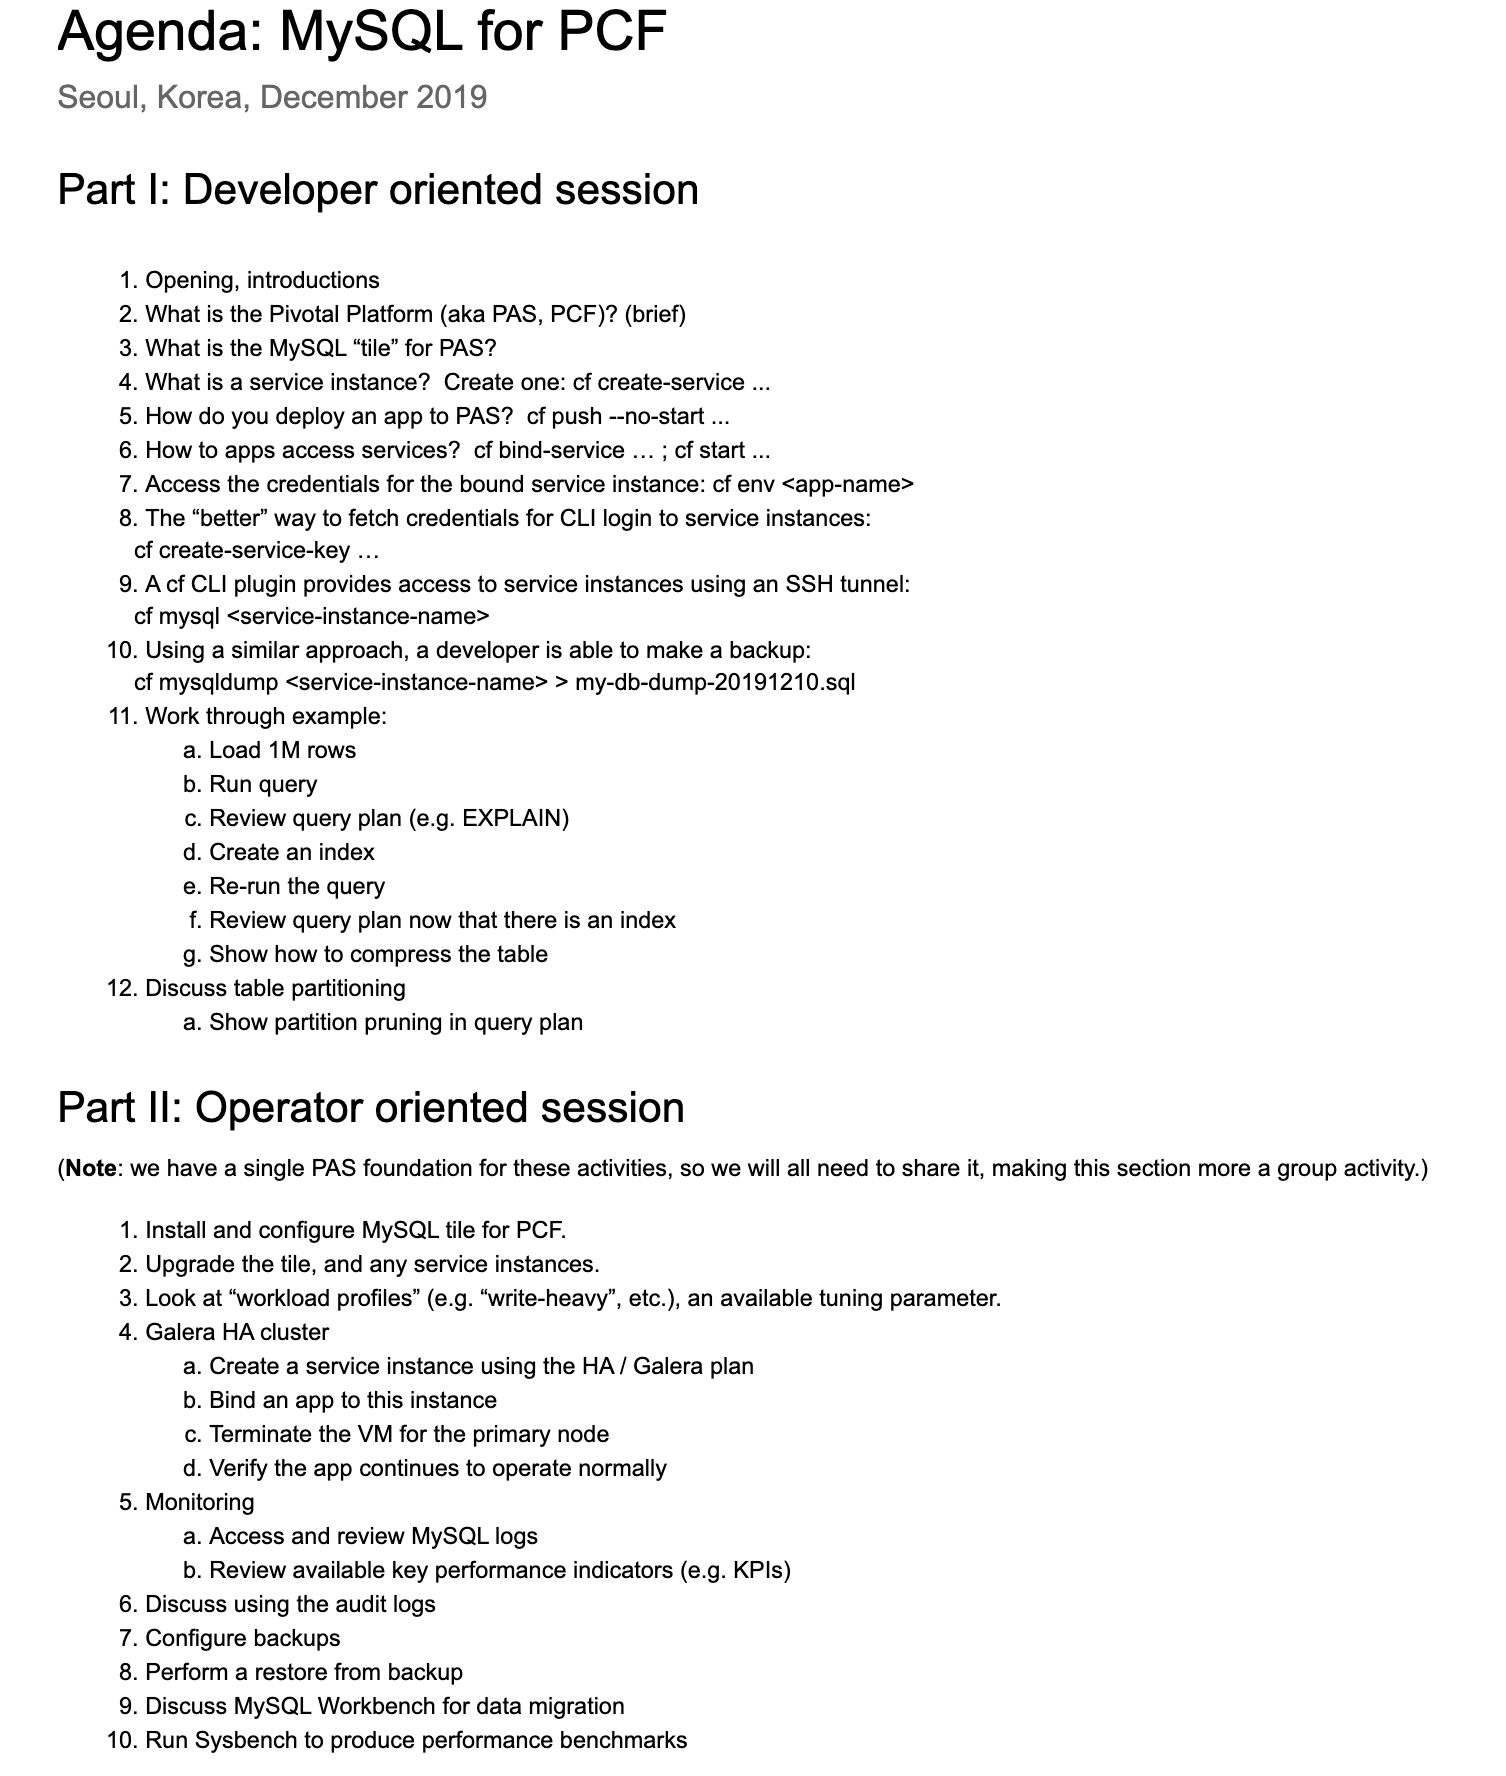 Agenda: MySQL for PCF
Seoul, Korea, December 2019
Part I: Developer oriented session
1. Opening, introductions
2. What is the Pivotal Platform (aka PAS, PCF)? (brief)
3. What is the MySQL “tile” for PAS?
4. What is a service instance?  Create one: cf create-service ...
5. How do you deploy an app to PAS?  cf push --no-start ...
6. How to apps access services?  cf bind-service … ; cf start ...
7. Access the credentials for the bound service instance: cf env <app-name>
8. The “better” way to fetch credentials for CLI login to service instances:
cf create-service-key …
9. A cf CLI plugin provides access to service instances using an SSH tunnel:
cf mysql <service-instance-name>
10. Using a similar approach, a developer is able to make a backup:
cf mysqldump <service-instance-name> > my-db-dump-20191210.sql
11. Work through example:
a. Load 1M rows
b. Run query
c. Review query plan (e.g. EXPLAIN)
d. Create an index
e. Re-run the query
f. Review query plan now that there is an index
g. Show how to compress the table
12. Discuss table partitioning
a. Show partition pruning in query plan
Part II: Operator oriented session
(Note: we have a single PAS foundation for these activities, so we will all need to share it, making this section more a group activity.)
1. Install and configure MySQL tile for PCF.
2. Upgrade the tile, and any service instances.
3. Look at “workload profiles” (e.g. “write-heavy”, etc.), an available tuning parameter.
4. Galera HA cluster
a. Create a service instance using the HA / Galera plan
b. Bind an app to this instance
c. Terminate the VM for the primary node
d. Verify the app continues to operate normally
5. Monitoring
a. Access and review MySQL logs
b. Review available key performance indicators (e.g. KPIs)
6. Discuss using the audit logs
7. Configure backups
8. Perform a restore from backup
9. Discuss MySQL Workbench for data migration
10. Run Sysbench to produce performance benchmarks